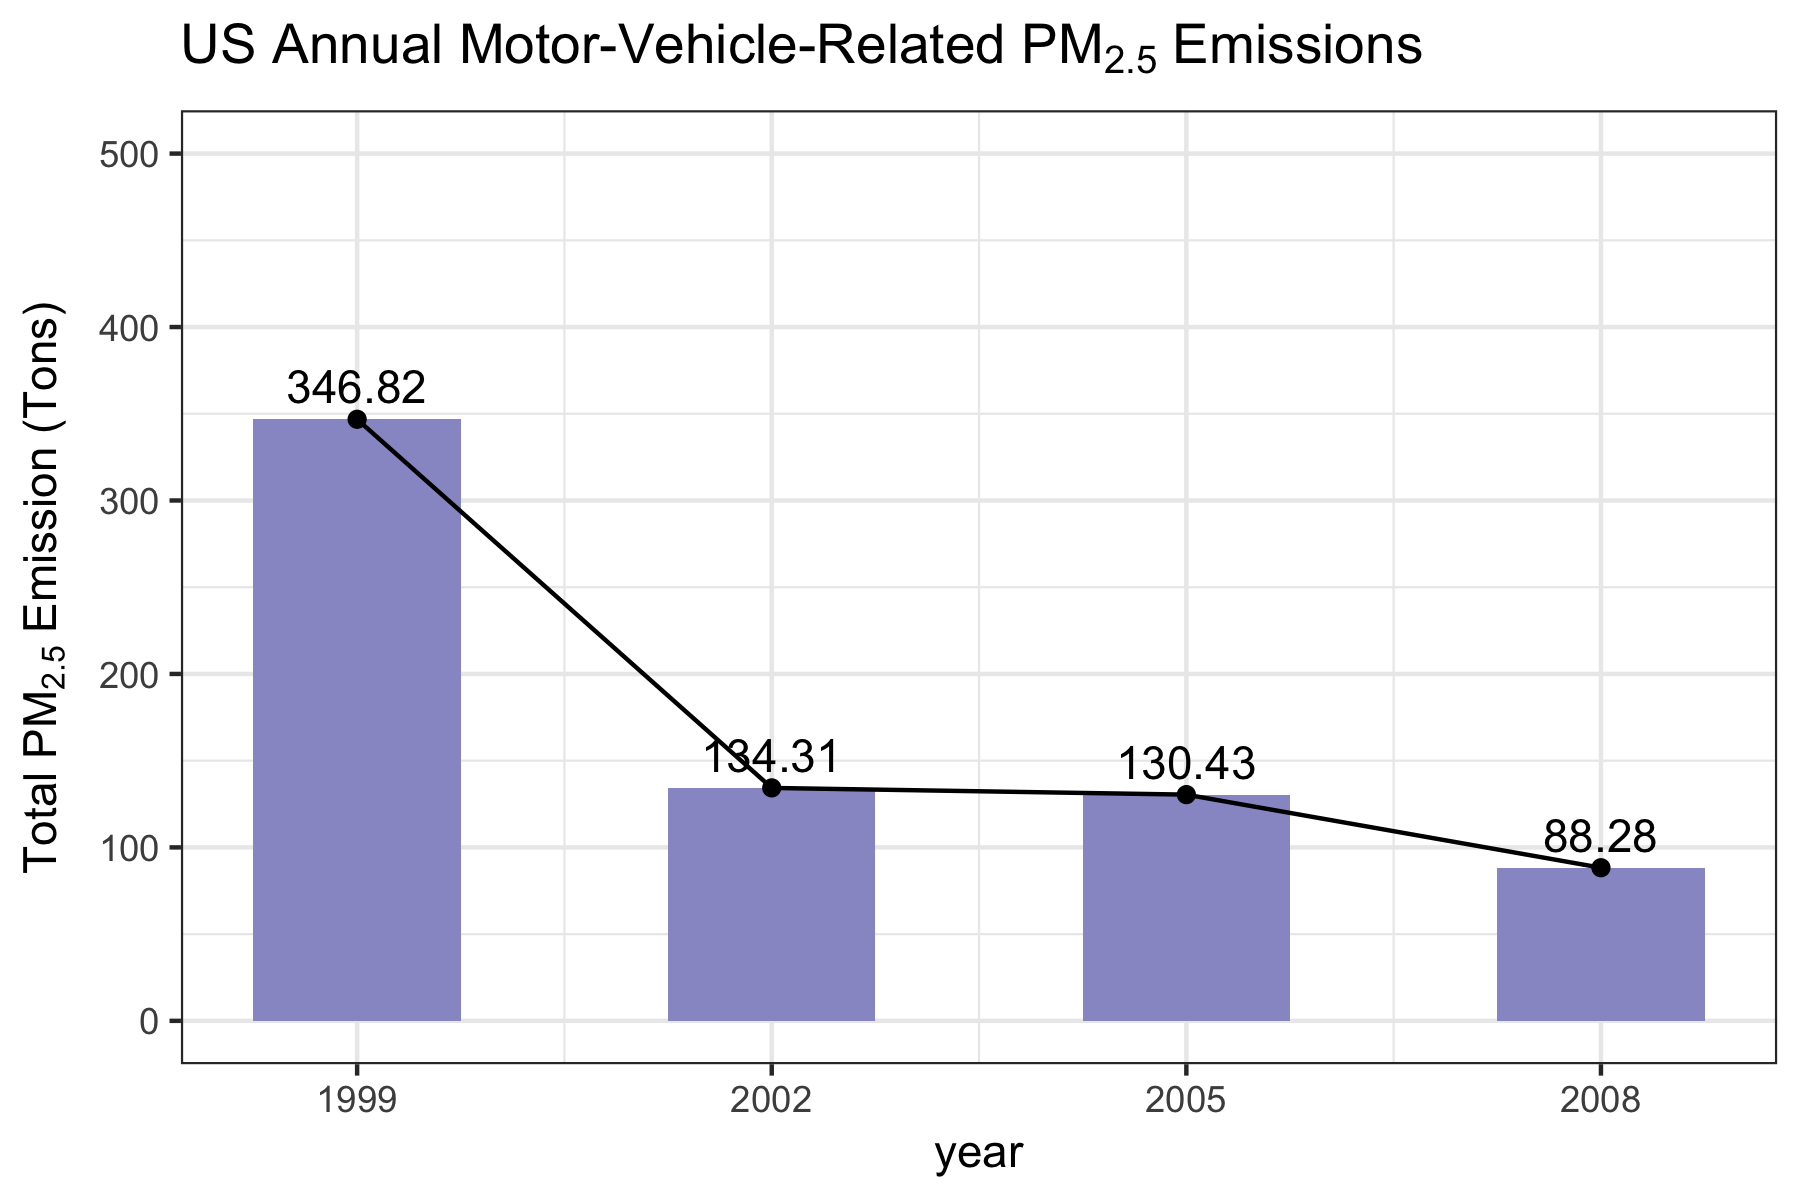 US Annual Motor-Vehicle-Related PM2.5 Emissions
Total PM2.5 Emission (Tons)
500
400
300
200
100
0
346.82
134.31
130.43
88.28
1999 2002 2005 2008
year